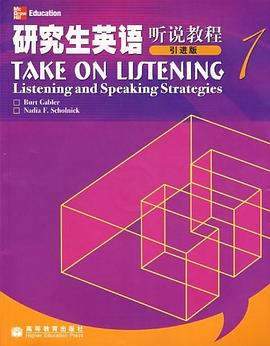 Mc Graw Hill Education
研究生英语 听说教程
引进版
TAKE ON LISTENING 1
Listening and Speaking Strategies
Burt Gabler
Nadia F. Scholnick
高等教育出版社
Higher Education Press